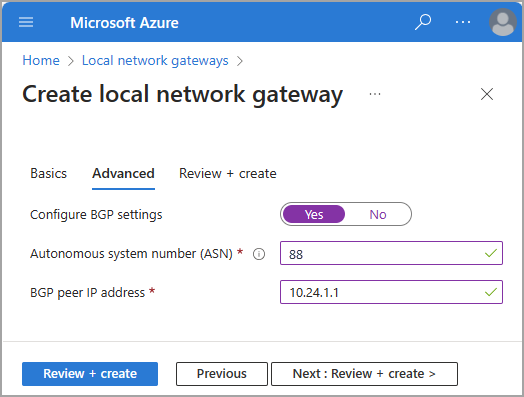 Microsoft Azure
Home > Local network gateways >
Create local network gateway ...
Basics Advanced Review + create
Configure BGP settings Yes No
Autonomous system number (ASN) * 88
BGP peer IP address * 10.24.1.1
Review + create Previous Next : Review + create >